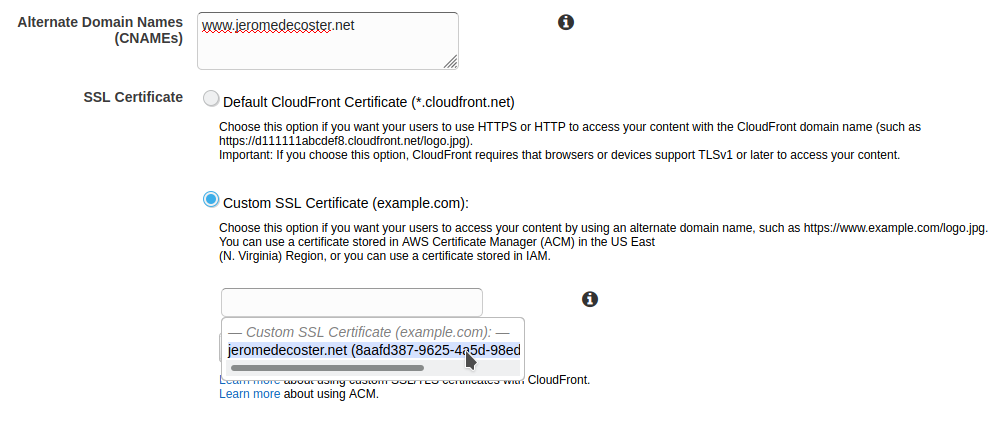 Alternate Domain Names
(CNAMEs)
www.jeromedecoster.net
SSL Certificate
Default CloudFront Certificate (*.cloudfront.net)
Choose this option if you want your users to use HTTPS or HTTP to access your content with the CloudFront domain name (such as
https://d111111abcdef8.cloudfront.net/logo.jpg).
Important: If you choose this option, CloudFront requires that browsers or devices support TLSv1 or later to access your content.
Custom SSL Certificate (example.com):
Choose this option if you want your users to access your content by using an alternate domain name, such as https://www.example.com/logo.jpg.
You can use a certificate stored in AWS Certificate Manager (ACM) in the US East
(N. Virginia) Region, or you can use a certificate stored in IAM.
— Custom SSL Certificate (example.com): —
jeromedecoster.net (8aafd387-9625-4a5d-98ed
Learn more about using custom SSL/TLS certificates with CloudFront.
Learn more about using ACM.